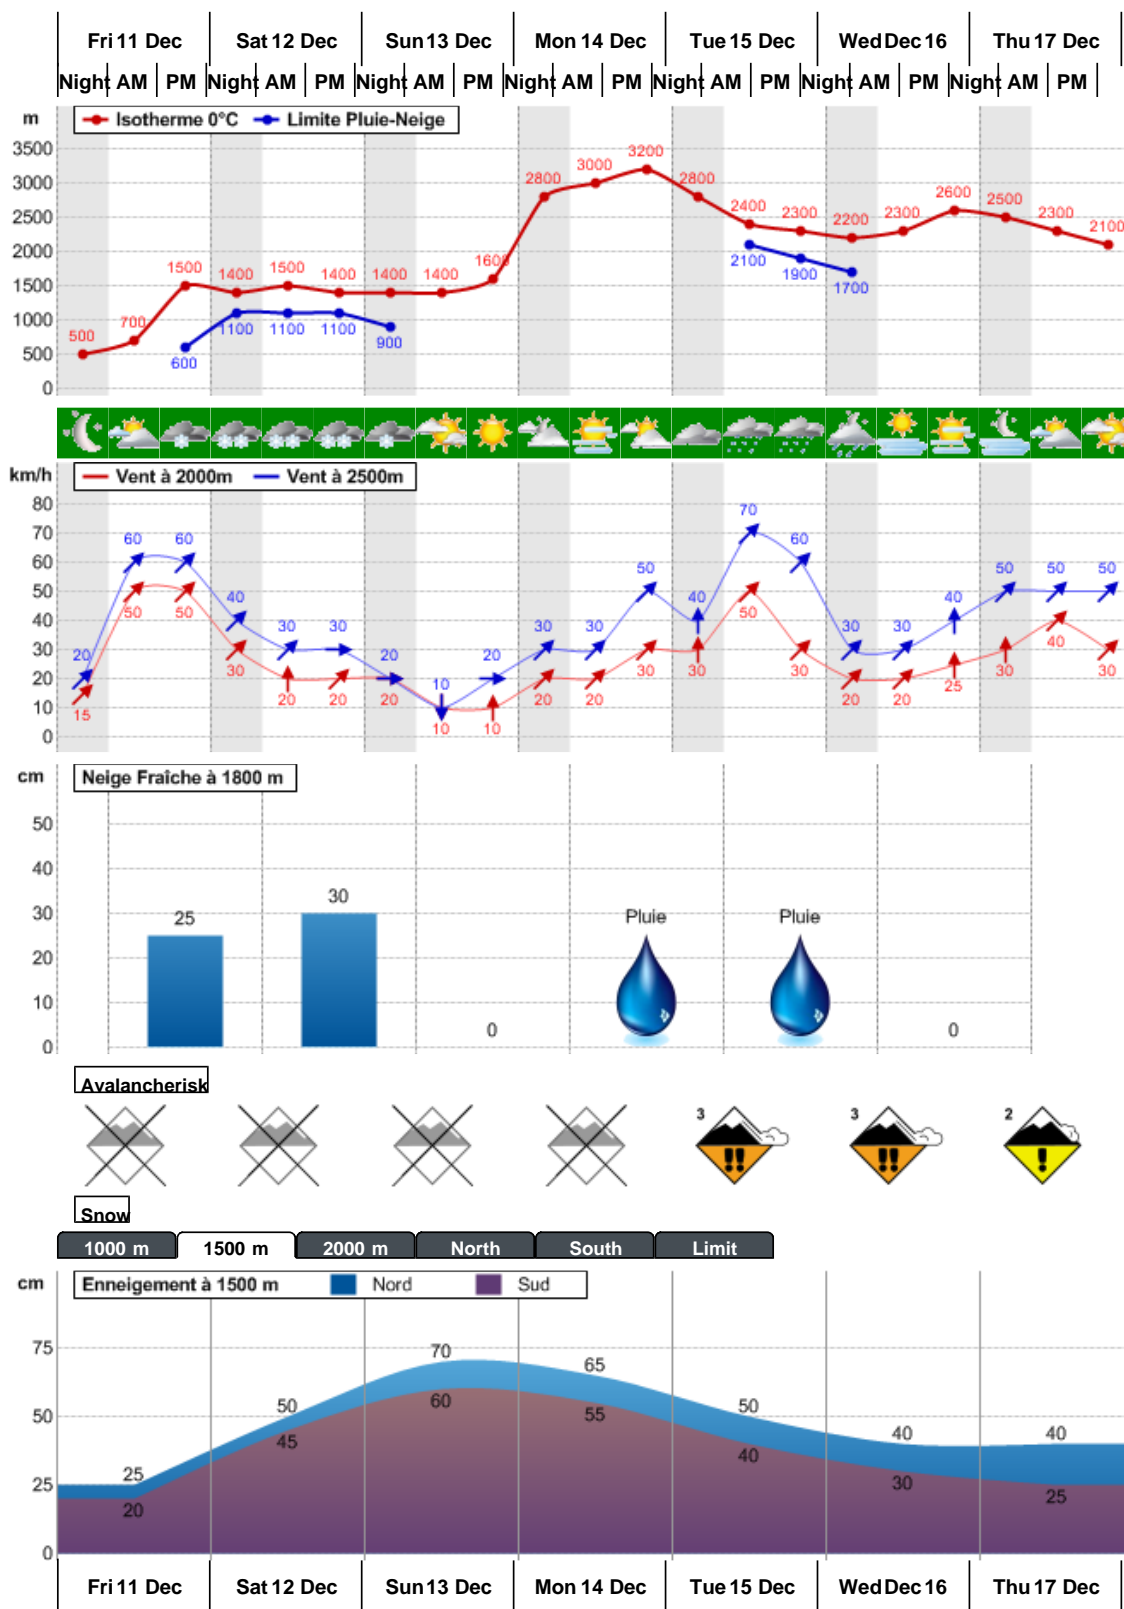 Fri 11 Dec Sat 12 Dec Sun 13 Dec Mon 14 Dec Tue 15 Dec Wed Dec 16 Thu 17 Dec
Night AM PM Night AM PM Night AM PM Night AM PM Night AM PM Night AM PM Night AM PM
m Isotherme 0°C Limite Pluie-Neige
3500
3000
2500
2000
1500
1000
500
0
500 700 1500 1400 1500 1400 1400 1400 1600 2800 3000 3200 2800 2400 2300 2200 2300 2600 2500 2300 2100
600 1100 1100 1100 900 2100 1900 1700
km/h Vent à 2000m Vent à 2500m
80
70
60
50
40
30
20
10
0
20 60 60 40 30 30 20 10 20 30 30 50 40 70 60 30 30 40 50 50 50
15 50 50 30 20 20 20 10 10 20 20 30 30 50 30 20 20 25 30 40 30
cm Neige Fraîche à 1800 m
50
40
30
20
10
0
25 30 0 Pluie Pluie 0
Avalancherisk
3 3 2
Snow
1000 m 1500 m 2000 m North South Limit
cm Enneigement à 1500 m Nord Sud
75
50
25
0
25 50 70 65 50 40 40
20 45 60 55 40 30 25
Fri 11 Dec Sat 12 Dec Sun 13 Dec Mon 14 Dec Tue 15 Dec Wed Dec 16 Thu 17 Dec